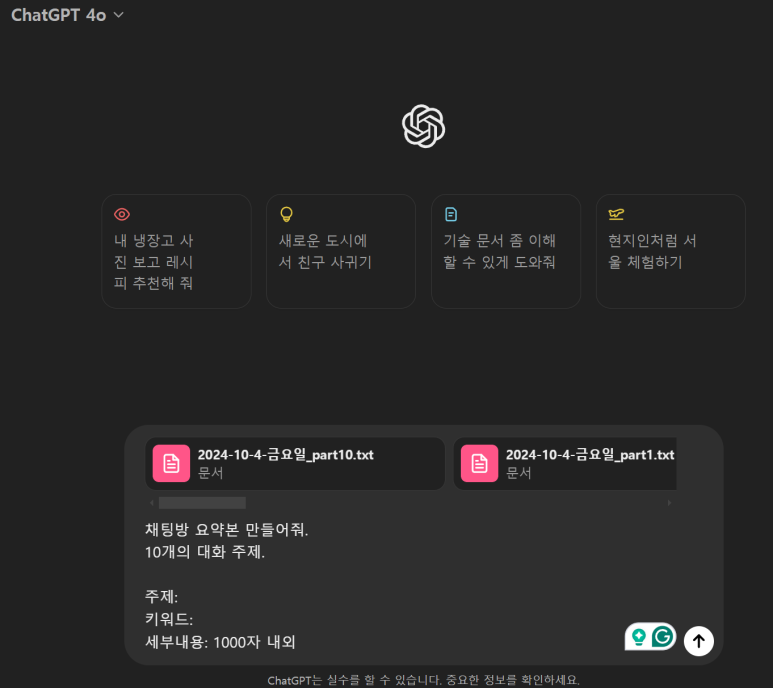 ChatGPT 4o
내 냉장고 사
진 보고 레시
피 추천해 줘
새로운 도시에
서 친구 사귀기
기술 문서 좀 이해
할 수 있게 도와줘
현지인처럼 서
울 체험하기
2024-10-4-금요일_part10.txt
문서
2024-10-4-금요일_part1.txt
문서
채팅방 요약본 만들어줘.
10개의 대화 주제.
주제:
키워드:
세부내용: 1000자 내외
ChatGPT는 실수를 할 수 있습니다. 중요한 정보를 확인하세요.